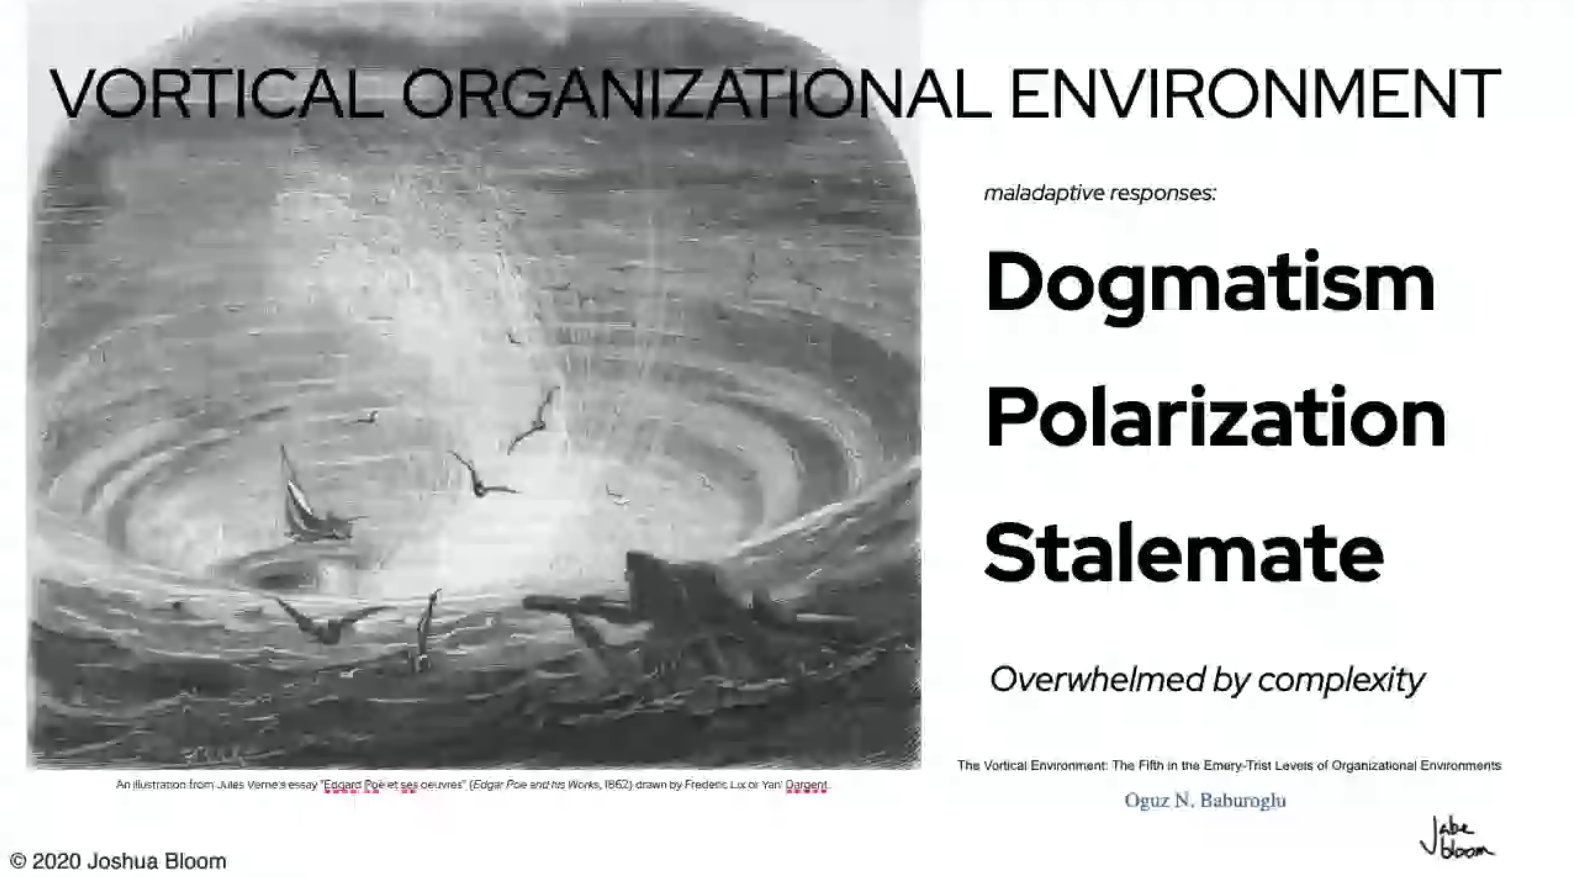 VORTICAL ORGANIZATIONAL ENVIRONMENT
maladaptive responses:
Dogmatism
Polarization
Stalemate
Overwhelmed by complexity
The Vortical Environment: The Fifth in the Emery-Trist Levels of Organizational Environments
Oguz N. Baburoglu
An illustration from Jules Verne's essay "Edgard Poë et ses oeuvres" (Edgar Poe and his Works, 1862) drawn by Frederic Lix or Yan' Dargent.
Jabe
bloom
© 2020 Joshua Bloom